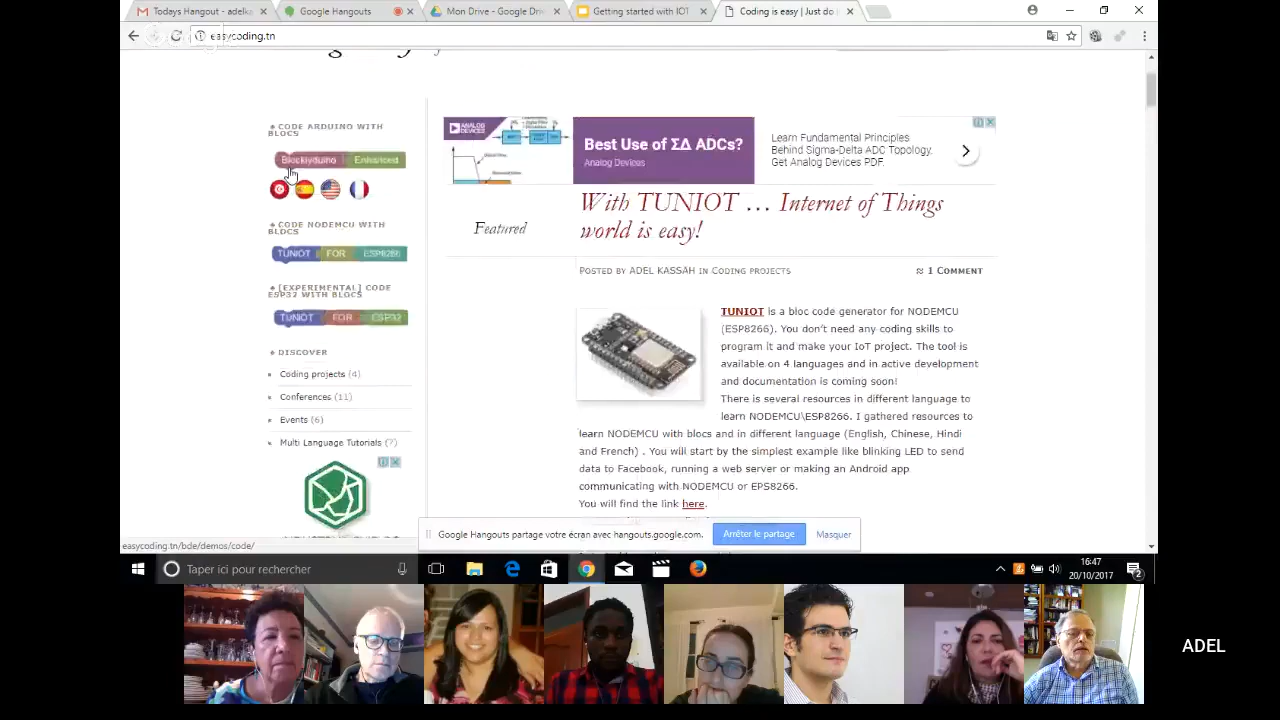 Todays Hangout - adelka
Google Hangouts
Mon Drive - Google Dri
Getting started with IOT
Coding is easy | Just do i
easycoding.tn
CODE ARDUINO WITH
BLOCS
Blocklyduino Enhanced
CODE NODEMCU WITH
BLOCS
TUNIOT FOR ESP8266
[EXPERIMENTAL] CODE
ESP32 WITH BLOCS
TUNIOT FOR ESP32
DISCOVER
Coding projects (4)
Conferences (11)
Events (6)
Multi Language Tutorials (7)
ANALOG DEVICES
Best Use of ΣΔ ADCs?
Analog Devices
Learn Fundamental Principles
Behind Sigma-Delta ADC Topology.
Get Analog Devices PDF.
Featured
With TUNIOT … Internet of Things
world is easy!
POSTED BY ADEL KASSAH IN CODING PROJECTS
≈ 1 COMMENT
TUNIOT is a bloc code generator for NODEMCU
(ESP8266). You don't need any coding skills to
program it and make your IoT project. The tool is
available on 4 languages and in active development
and documentation is coming soon!
There is several resources in different language to
learn NODEMCU\ESP8266. I gathered resources to
learn NODEMCU with blocs and in different language (English, Chinese, Hindi
and French) . You will start by the simplest example like blinking LED to send
data to Facebook, running a web server or making an Android app
communicating with NODEMCU or EPS8266.
You will find the link here.
Google Hangouts partage votre écran avec hangouts.google.com.
Arrêter le partage
Masquer
easycoding.tn/bde/demos/code/
Taper ici pour rechercher
16:47
20/10/2017
2
ADEL